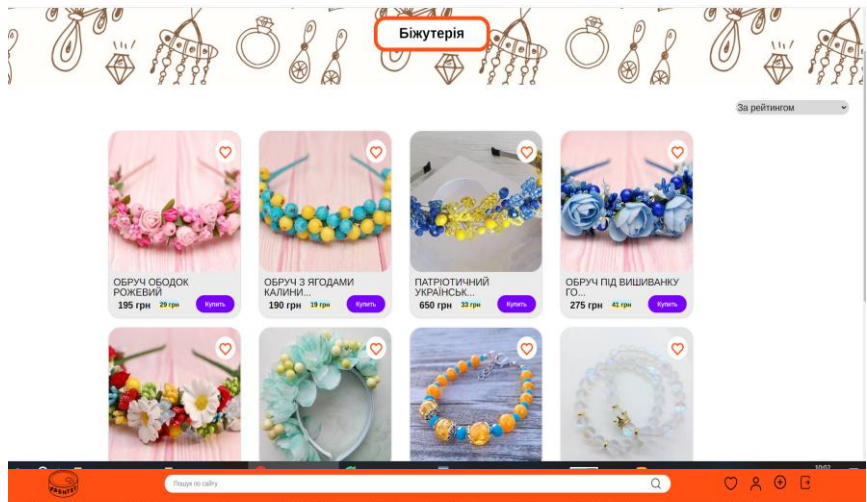 Біжутерія
За рейтингом
ОБРУЧ ОБОДОК
РОЖЕВИЙ
195 грн 29 грн Купить
ОБРУЧ З ЯГОДАМИ
КАЛИНИ...
190 грн 19 грн Купить
ПАТРІОТИЧНИЙ
УКРАЇНСЬК...
650 грн 33 грн Купить
ОБРУЧ ПІД ВИШИВАНКУ
ГО...
275 грн 41 грн Купить
10:02
Пошук по сайту